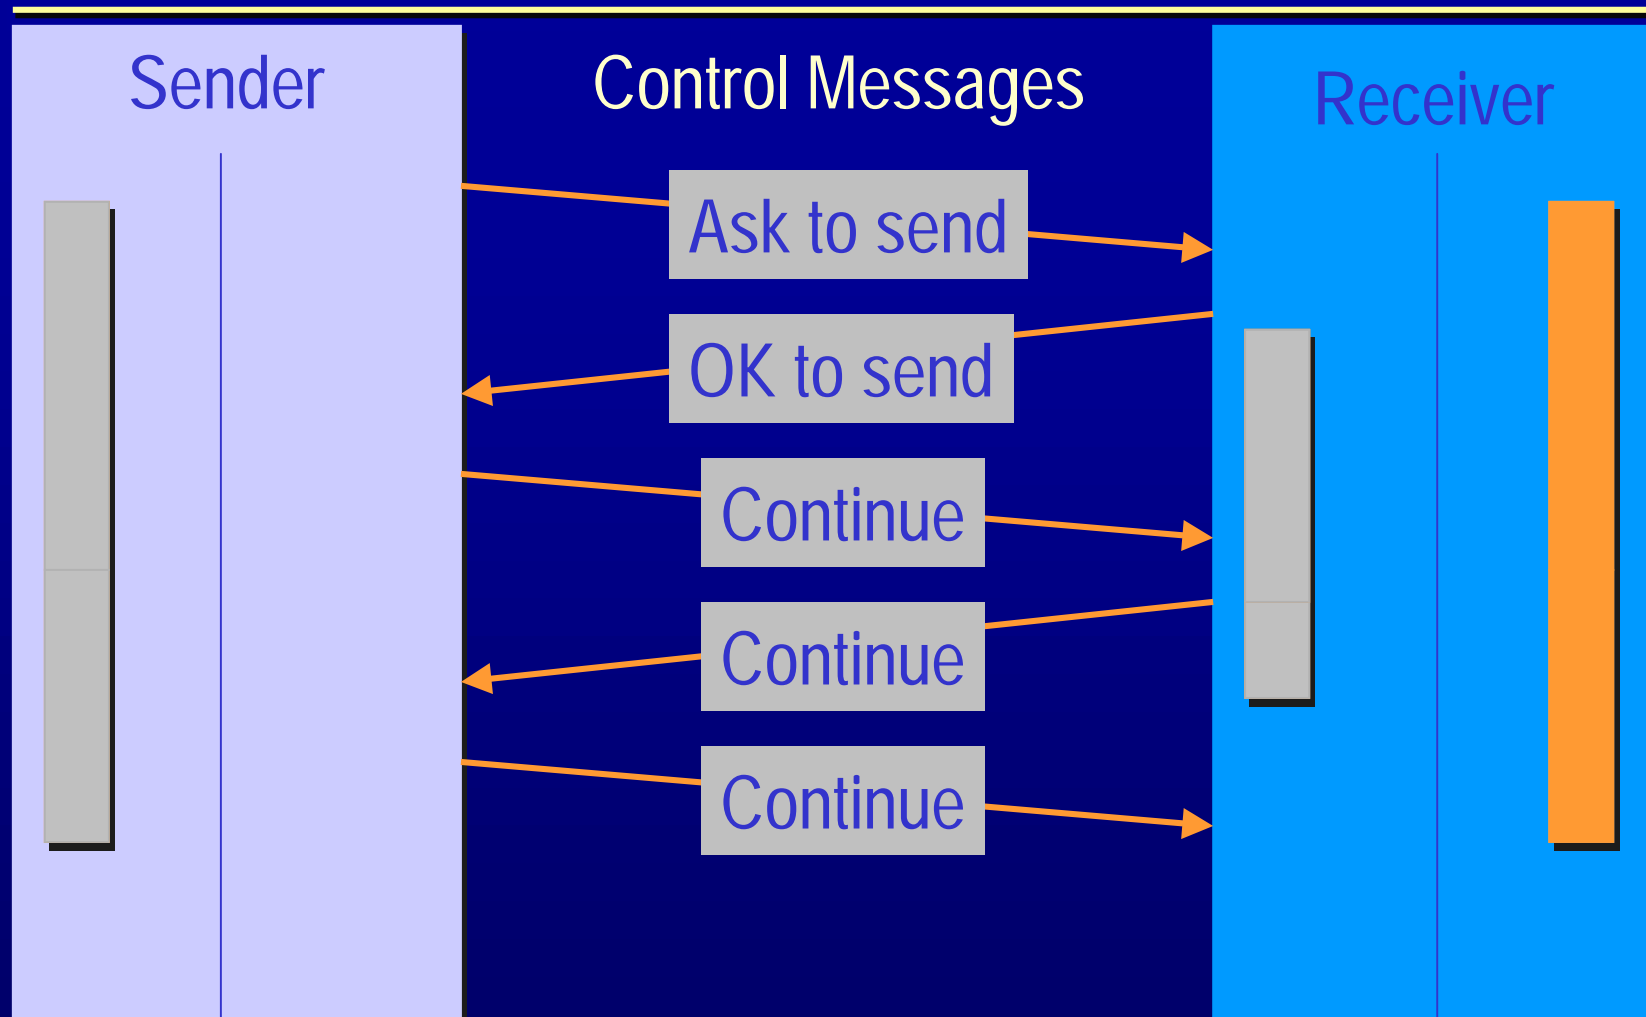 Sender
Control Messages
Receiver
Ask to send
OK to send
Continue
Continue
Continue